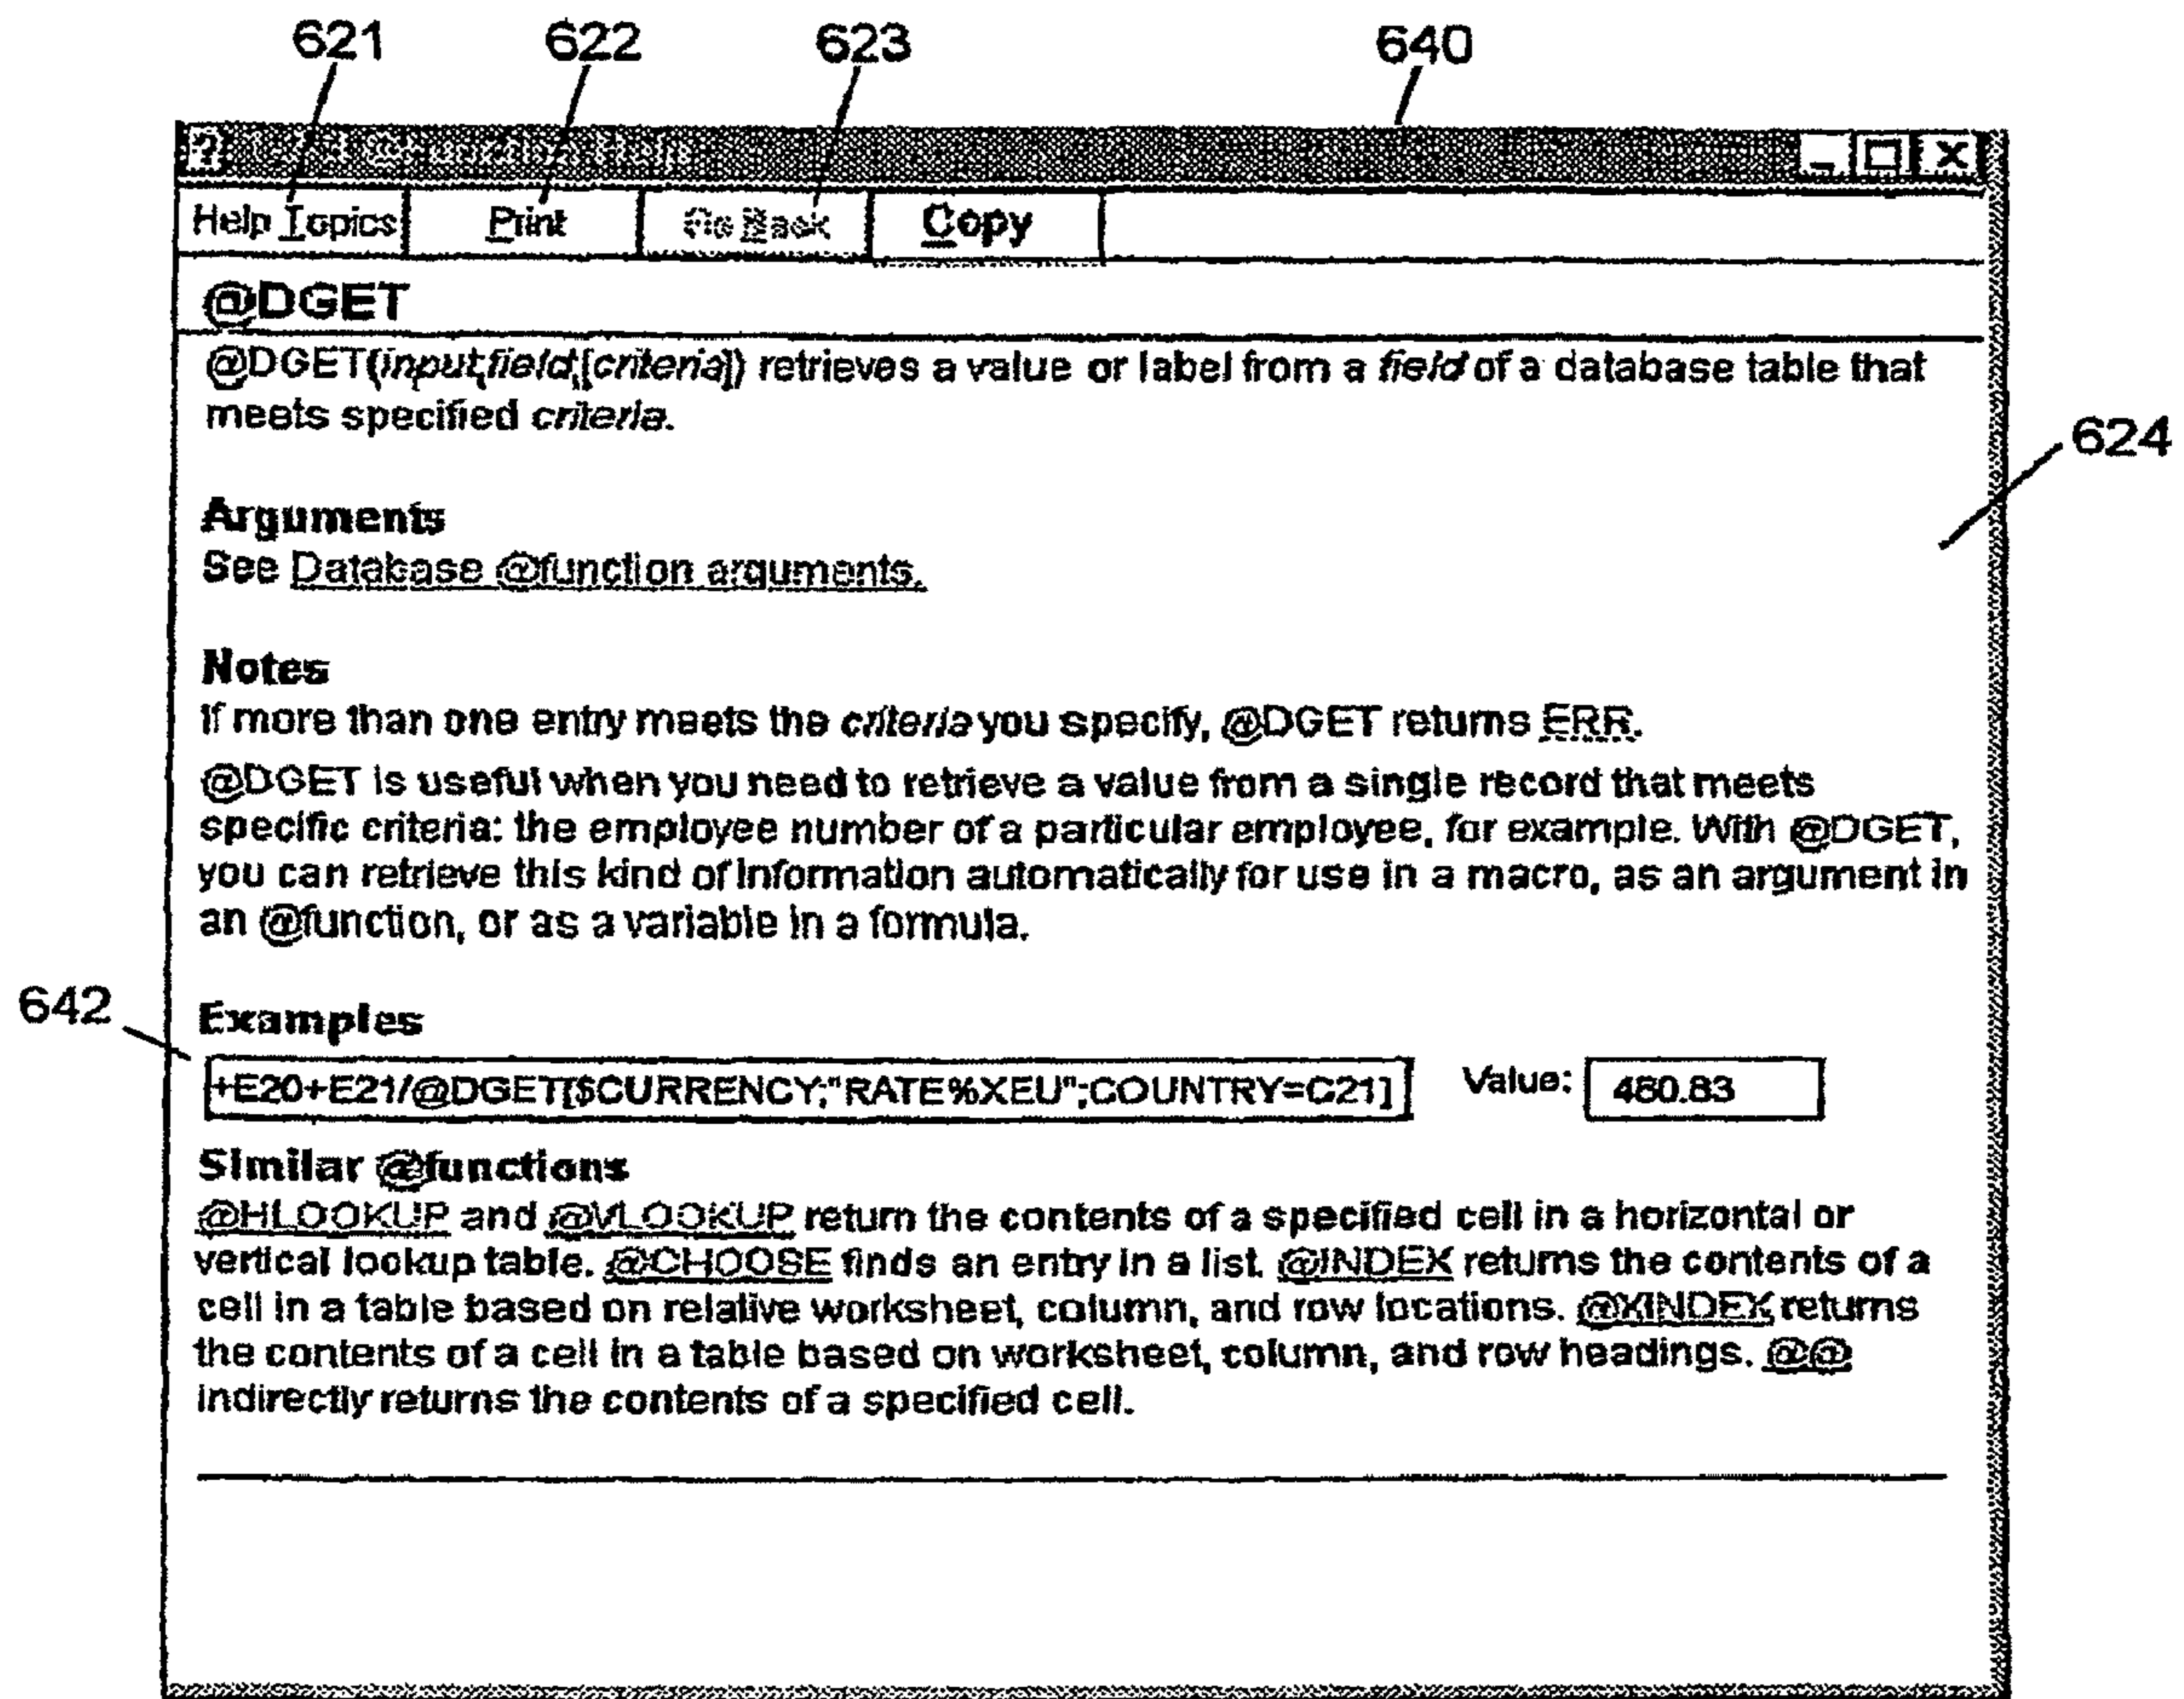 621 622 623 640
Help Topics Print Go Back Copy
@DGET
@DGET(input,field,[criteria]) retrieves a value or label from a field of a database table that
624
meets specified criteria.
Arguments
See Database @function arguments.
Notes
If more than one entry meets the criteria you specify, @DGET returns ERR.
@DGET is useful when you need to retrieve a value from a single record that meets
specific criteria: the employee number of a particular employee, for example. With @DGET,
you can retrieve this kind of information automatically for use in a macro, as an argument in
an @function, or as a variable in a formula.
642
Examples
+E20+E21/@DGET[$CURRENCY;"RATE%XEU";COUNTRY=C21] Value: 480.83
Similar @functions
@HLOOKUP and @VLOOKUP return the contents of a specified cell in a horizontal or
vertical lookup table. @CHOOSE finds an entry in a list. @INDEX returns the contents of a
cell in a table based on relative worksheet, column, and row locations. @XINDEX returns
the contents of a cell in a table based on worksheet, column, and row headings. @@
indirectly returns the contents of a specified cell.